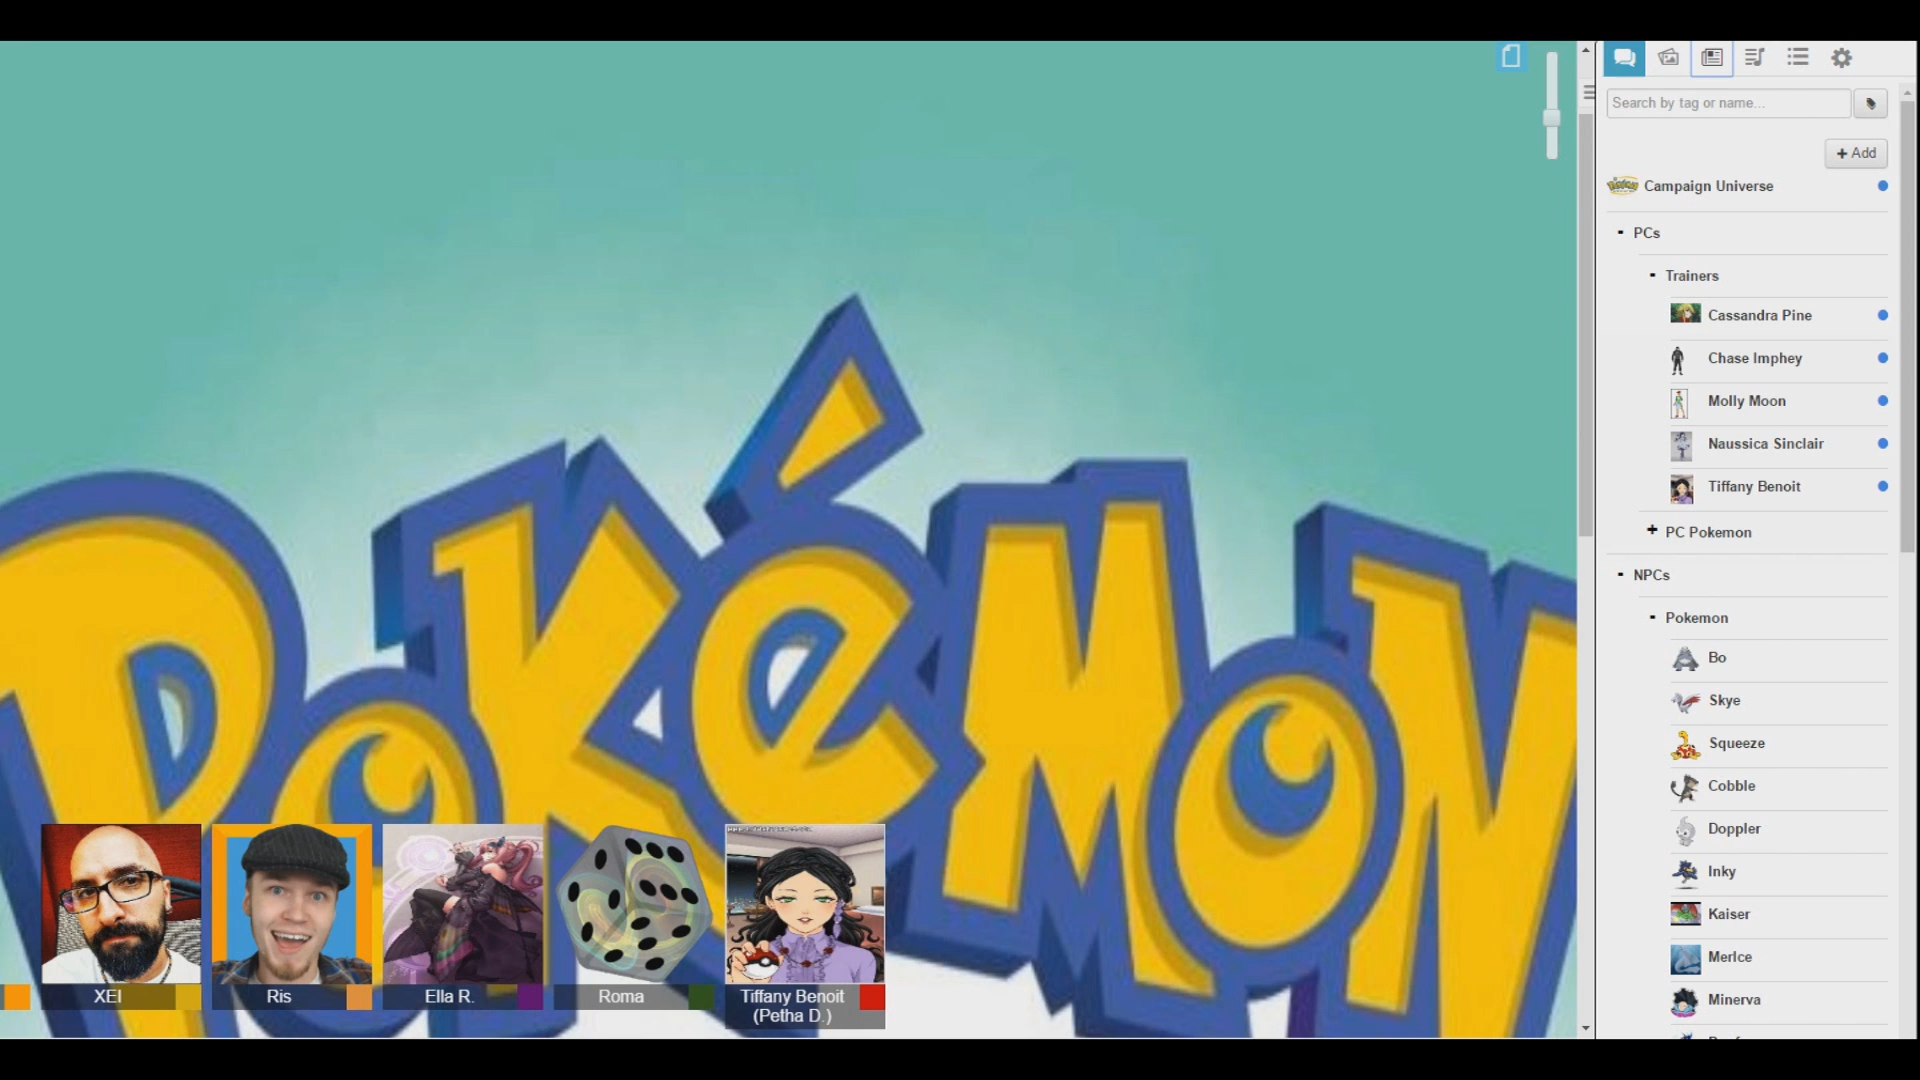 POKéMON
Search by tag or name...
+ Add
Campaign Universe
- PCs
- Trainers
Cassandra Pine
Chase Imphey
Molly Moon
Naussica Sinclair
Tiffany Benoit
+ PC Pokemon
- NPCs
- Pokemon
Bo
Skye
Squeeze
Cobble
Doppler
Inky
Kaiser
MerIce
Minerva
XEI
Ris
Ella R.
Roma
Tiffany Benoit
(Petha D.)